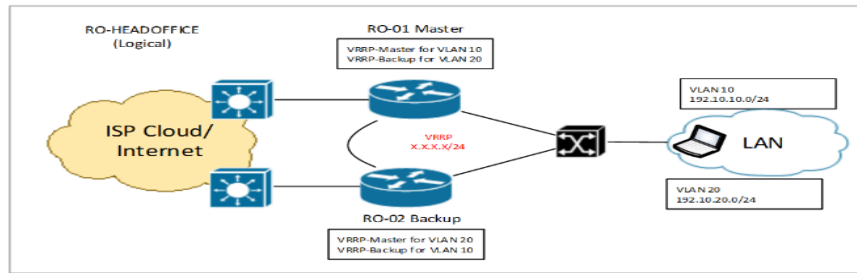 RO-HEADOFFICE
(Logical)
RO-01 Master
VRRP-Master for VLAN 10
VRRP-Backup for VLAN 20
ISP Cloud/
Internet
VRRP
X.X.X.X/24
VLAN 10
192.10.10.0/24
LAN
VLAN 20
192.10.20.0/24
RO-02 Backup
VRRP-Master for VLAN 20
VRRP-Backup for VLAN 10